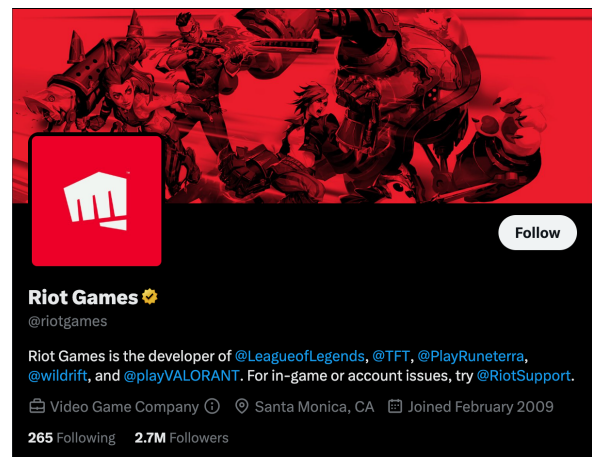 Follow
Riot Games
@riotgames
Riot Games is the developer of @LeagueofLegends, @TFT, @PlayRuneterra,
@wildrift, and @playVALORANT. For in-game or account issues, try @RiotSupport.
Video Game Company Santa Monica, CA Joined February 2009
265 Following 2.7M Followers